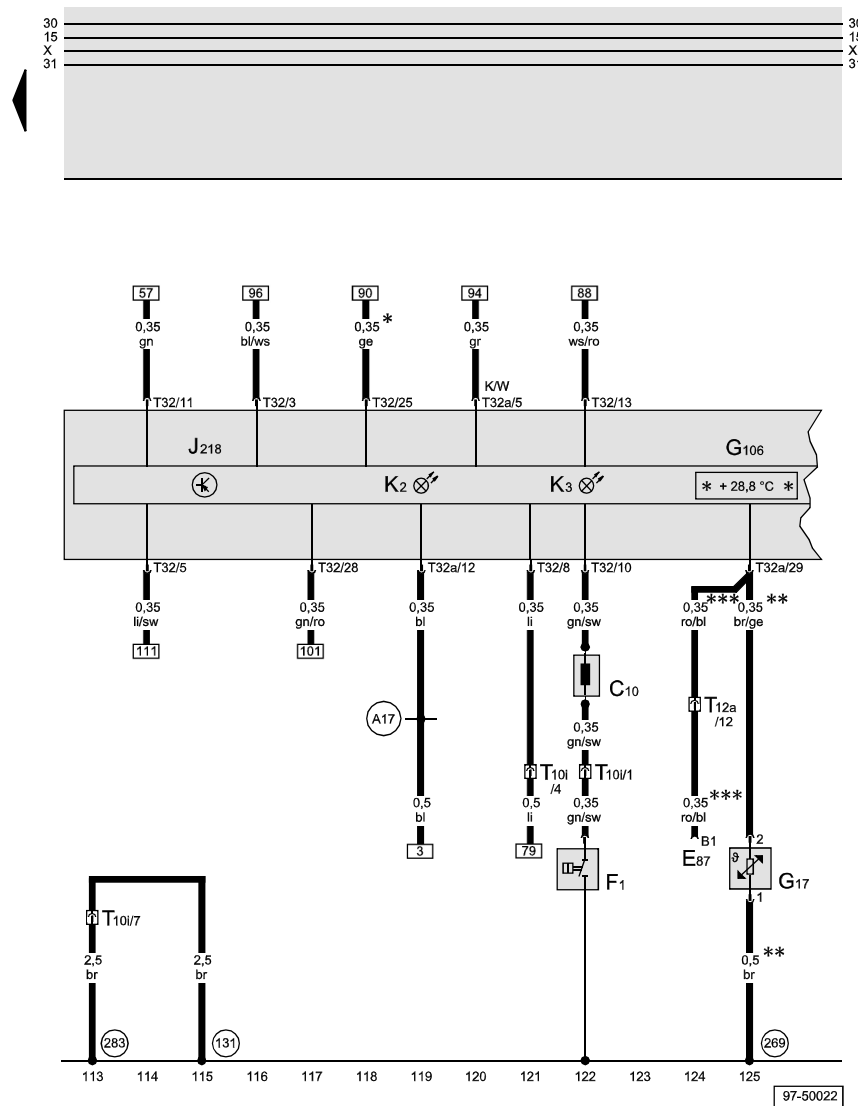 30 30
15 15
X X
31 31
57 96 90 94 88
0,35 0,35 0,35 * 0,35 0,35
gn bl/ws ge gr ws/ro
K/W
T32/11 T32/3 T32/25 T32a/5 T32/13
J218 G106
K2 K3 * + 28,8 °C *
T32/5 T32/28 T32a/12 T32/8 T32/10 T32a/29
*** **
0,35 0,35 0,35 0,35 0,35 0,35 0,35
li/sw gn/ro bl li gn/sw ro/bl br/ge
111 101
C10
T12a
/12
A17
0,35
gn/sw
T10i
/4
T10i/1
0,5 0,5 0,35 0,35 ***
bl li gn/sw ro/bl
B1 2
3 79
E87
ϑ
F1 G17
1
T10i/7
2,5 2,5 0,5 **
br br br
283 131 269
113 114 115 116 117 118 119 120 121 122 123 124 125
97-50022